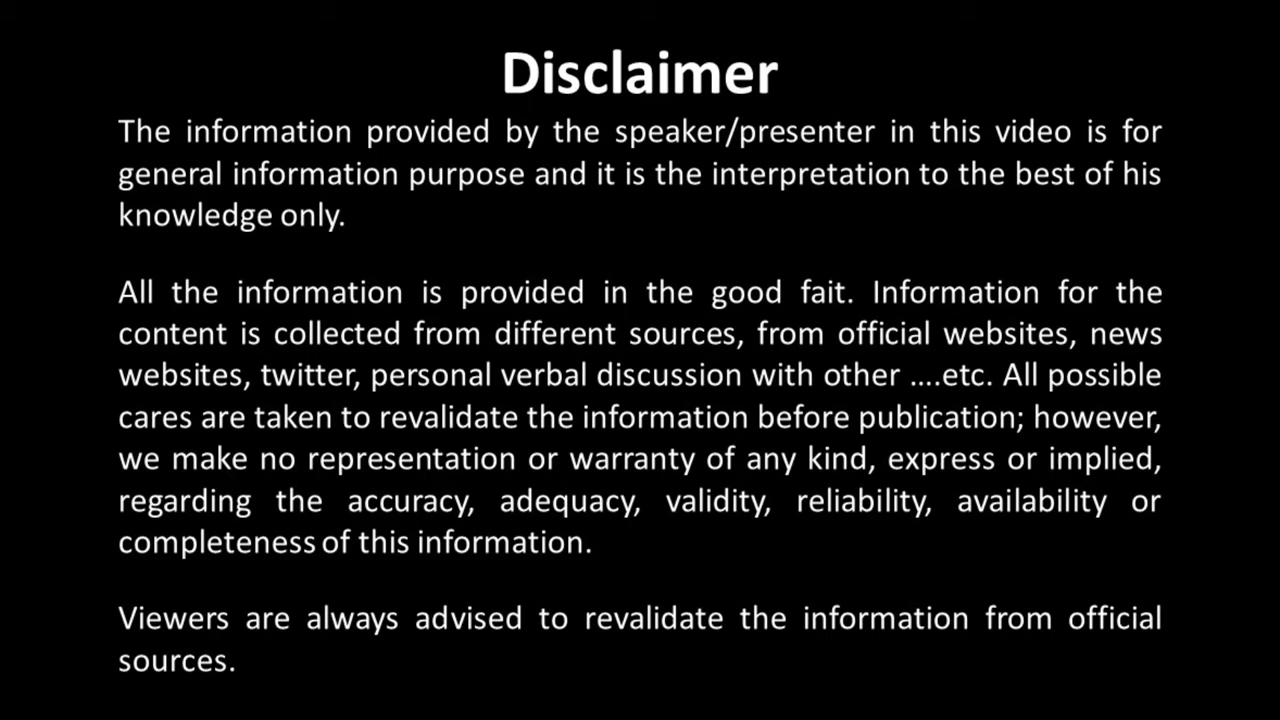 Disclaimer
The information provided by the speaker/presenter in this video is for
general information purpose and it is the interpretation to the best of his
knowledge only.
All the information is provided in the good fait. Information for the
content is collected from different sources, from official websites, news
websites, twitter, personal verbal discussion with other ....etc. All possible
cares are taken to revalidate the information before publication; however,
we make no representation or warranty of any kind, express or implied,
regarding the accuracy, adequacy, validity, reliability, availability or
completeness of this information.
Viewers are always advised to revalidate the information from official
sources.